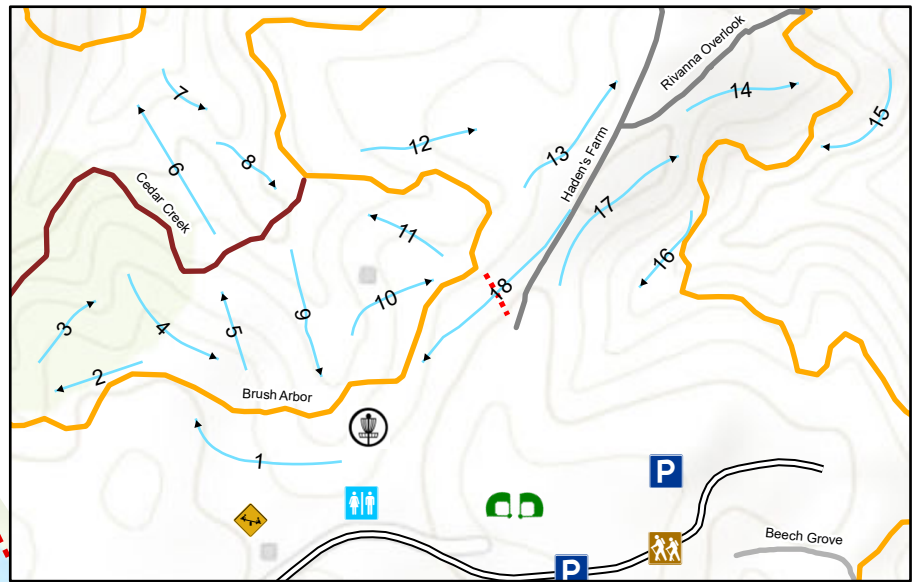 Rivanna Overlook
7
14
15
12
13
8
6
Haden's Farm
Cedar Creek
17
11
16
18
10
9
3
4
5
2
Brush Arbor
1
P
Beech Grove
P